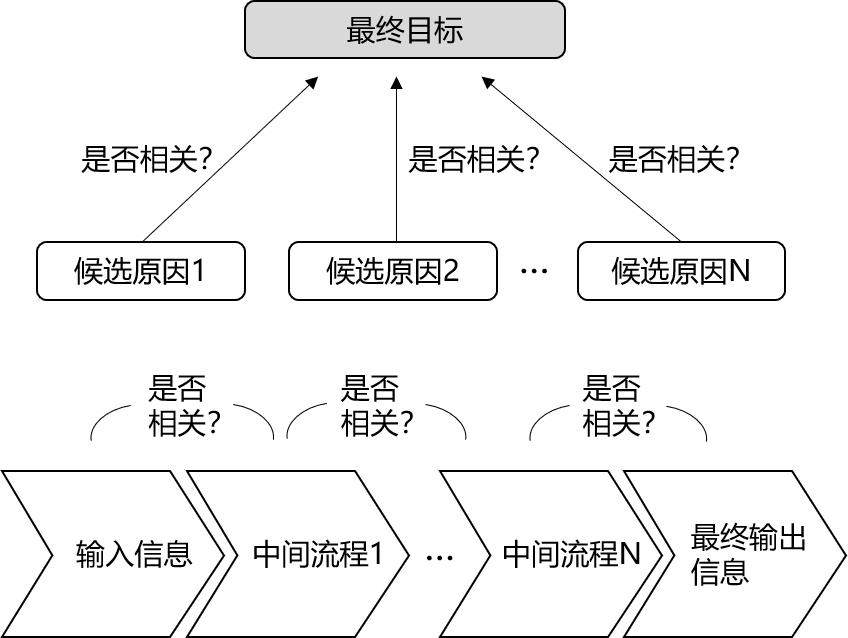 最终目标
是否相关?
是否相关?
是否相关?
候选原因1
候选原因2
…
候选原因N
是否
相关?
是否
相关?
是否
相关?
输入信息
中间流程1
…
中间流程N
最终输出
信息